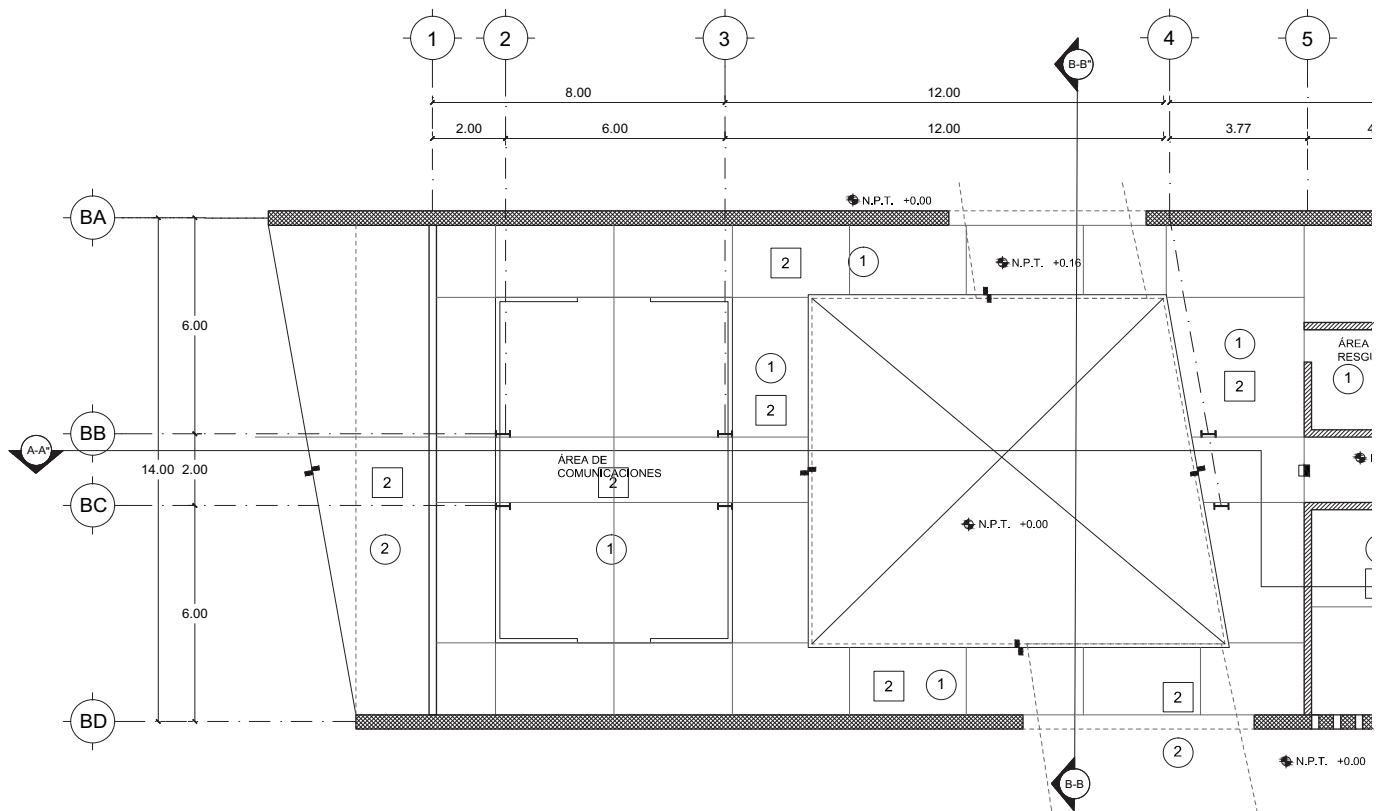 1 2 3 4 5
B-B"
8.00 12.00
2.00 6.00 12.00 3.77 4
BA
N.P.T. +0.00
2 1
N.P.T. +0.16
6.00
1
2
1
2
ÁREA
RESGU
1
BB
A-A"
14.00 2.00
ÁREA DE
COMUNICACIONES
2
2
BC
N.P.T. +0.00
2
1
6.00
2 1
2
BD
2
N.P.T. +0.00
B-B